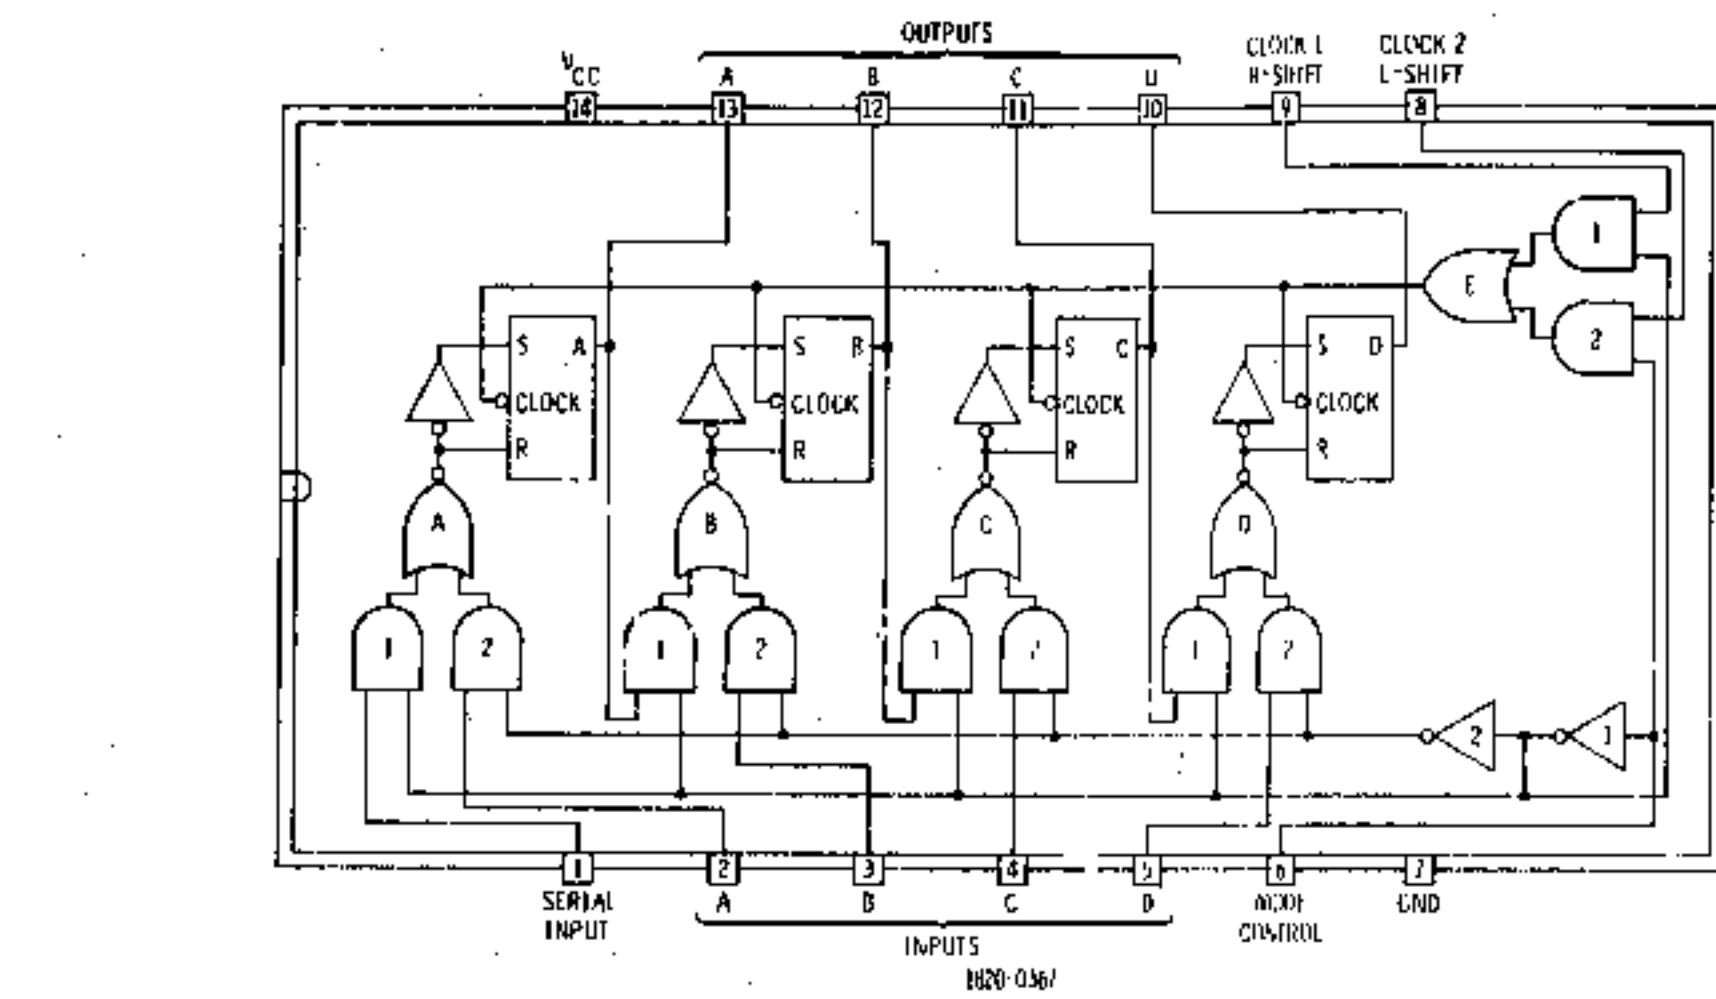 OUTPUTS
VCC A B C D
CLOCK 1 CLOCK 2
R-SHIFT L-SHIFT
14 13 12 11 10 9 8
1
E
2
S A S B S C S D
CLOCK CLOCK CLOCK CLOCK
R R R R
A B C D
1 2 1 2 1 2 1 2
2 1
1 2 3 4 5 6 7
SERIAL INPUT A B C D MODE CONTROL GND
INPUTS
1820-0367